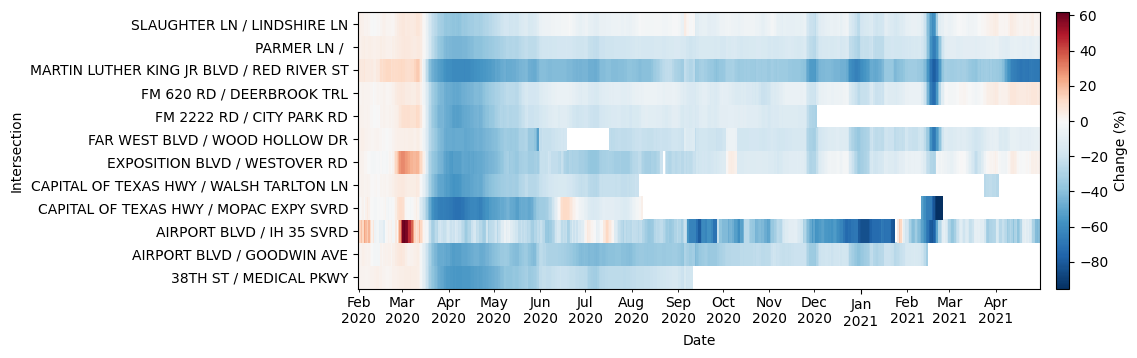 Intersection
SLAUGHTER LN / LINDSHIRE LN
PARMER LN /
MARTIN LUTHER KING JR BLVD / RED RIVER ST
FM 620 RD / DEERBROOK TRL
FM 2222 RD / CITY PARK RD
FAR WEST BLVD / WOOD HOLLOW DR
EXPOSITION BLVD / WESTOVER RD
CAPITAL OF TEXAS HWY / WALSH TARLTON LN
CAPITAL OF TEXAS HWY / MOPAC EXPY SVRD
AIRPORT BLVD / IH 35 SVRD
AIRPORT BLVD / GOODWIN AVE
38TH ST / MEDICAL PKWY
Feb Mar Apr May Jun Jul Aug Sep Oct Nov Dec Jan Feb Mar Apr
2020 2020 2020 2020 2020 2020 2020 2020 2020 2020 2020 2021 2021 2021 2021
Date
60
40
20
0
−20
−40
−60
−80
Change (%)